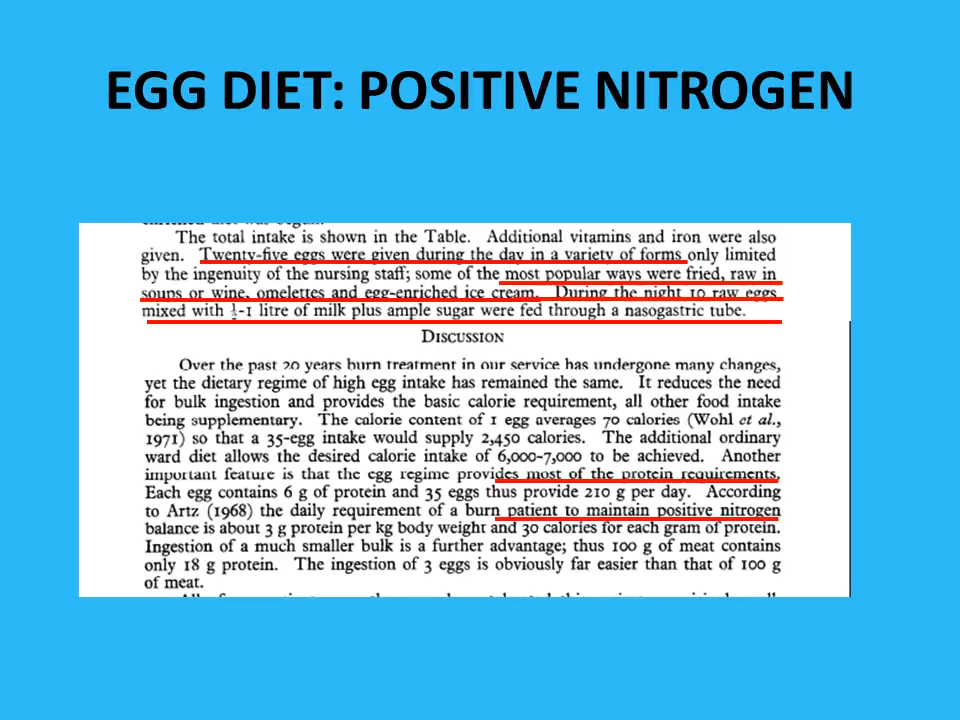 EGG DIET: POSITIVE NITROGEN
The total intake is shown in the Table. Additional vitamins and iron were also
given. Twenty-five eggs were given during the day in a variety of forms only limited
by the ingenuity of the nursing staff; some of the most popular ways were fried, raw in
soups or wine, omelettes and egg-enriched ice cream. During the night 10 raw eggs
mixed with ½-1 litre of milk plus ample sugar were fed through a nasogastric tube.
DISCUSSION
Over the past 20 years burn treatment in our service has undergone many changes,
yet the dietary regime of high egg intake has remained the same. It reduces the need
for bulk ingestion and provides the basic calorie requirement, all other food intake
being supplementary. The calorie content of 1 egg averages 70 calories (Wohl et al.,
1971) so that a 35-egg intake would supply 2,450 calories. The additional ordinary
ward diet allows the desired calorie intake of 6,000-7,000 to be achieved. Another
important feature is that the egg regime provides most of the protein requirements.
Each egg contains 6 g of protein and 35 eggs thus provide 210 g per day. According
to Artz (1968) the daily requirement of a burn patient to maintain positive nitrogen
balance is about 3 g protein per kg body weight and 30 calories for each gram of protein.
Ingestion of a much smaller bulk is a further advantage; thus 100 g of meat contains
only 18 g protein. The ingestion of 3 eggs is obviously far easier than that of 100 g
of meat.